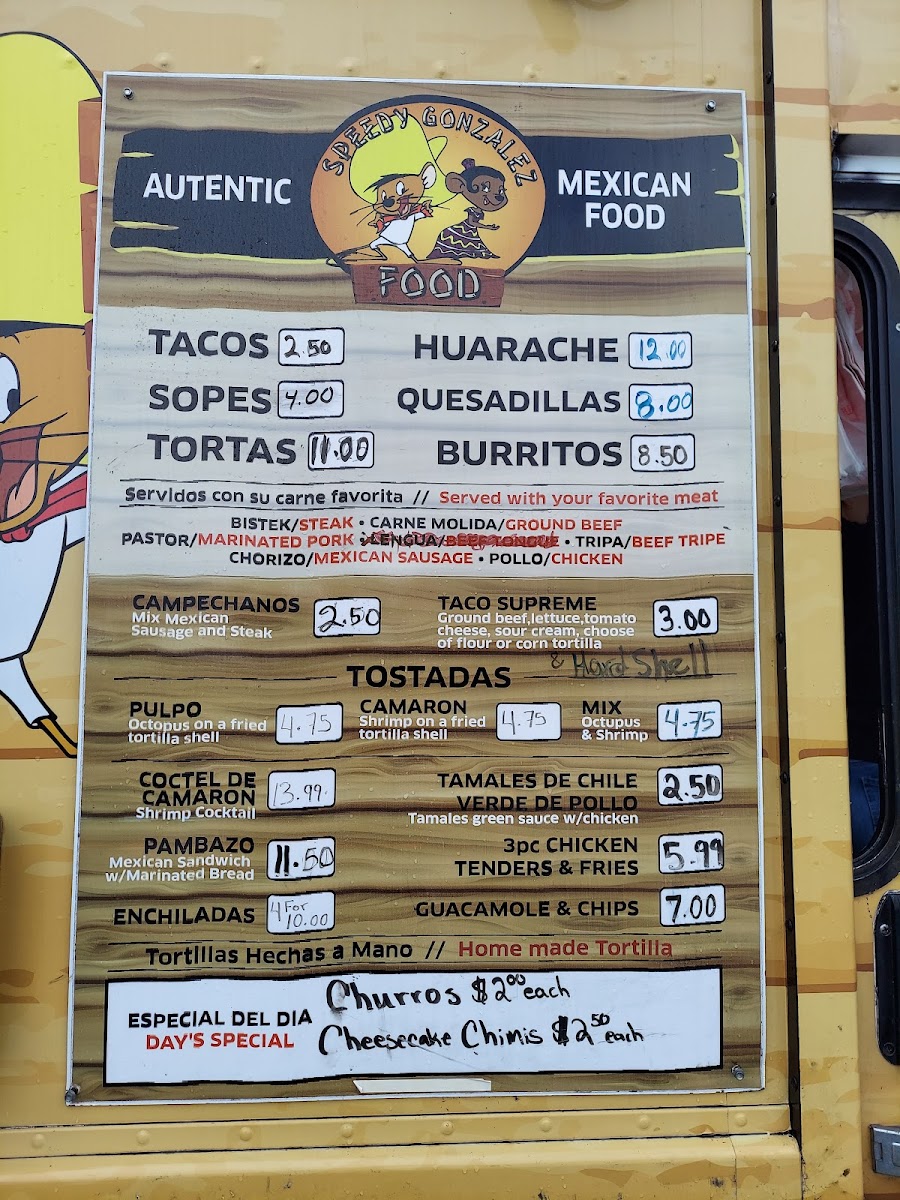 SPEEDY GONZALEZ
AUTENTIC
MEXICAN
FOOD
FOOD
TACOS 2.50
HUARACHE 12.00
SOPES 4.00
QUESADILLAS 8.00
TORTAS 11.00
BURRITOS 8.50
Servidos con su carne favorita // Served with your favorite meat
BISTEK/STEAK • CARNE MOLIDA/GROUND BEEF
PASTOR/MARINATED PORK • LENGUA/BEEF TONGUE • TRIPA/BEEF TRIPE
CHORIZO/MEXICAN SAUSAGE • POLLO/CHICKEN
CAMPECHANOS 2.50
Mix Mexican
Sausage and Steak
TACO SUPREME 3.00
Ground beef,lettuce,tomato
cheese, sour cream, choose
of flour or corn tortilla
& Hard Shell
TOSTADAS
PULPO 4.75
Octopus on a fried
tortilla shell
CAMARON 4.75
Shrimp on a fried
tortilla shell
MIX 4.75
Octupus
& Shrimp
COCTEL DE
CAMARON 13.99
Shrimp Cocktail
TAMALES DE CHILE 2.50
VERDE DE POLLO
Tamales green sauce w/chicken
PAMBAZO 11.50
Mexican Sandwich
w/Marinated Bread
3pc CHICKEN 5.99
TENDERS & FRIES
ENCHILADAS 4 For
10.00
GUACAMOLE & CHIPS 7.00
Tortillas Hechas a Mano // Home made Tortilla
ESPECIAL DEL DIA
DAY'S SPECIAL
Churros $2.00 each
Cheesecake Chimis $2.50 each